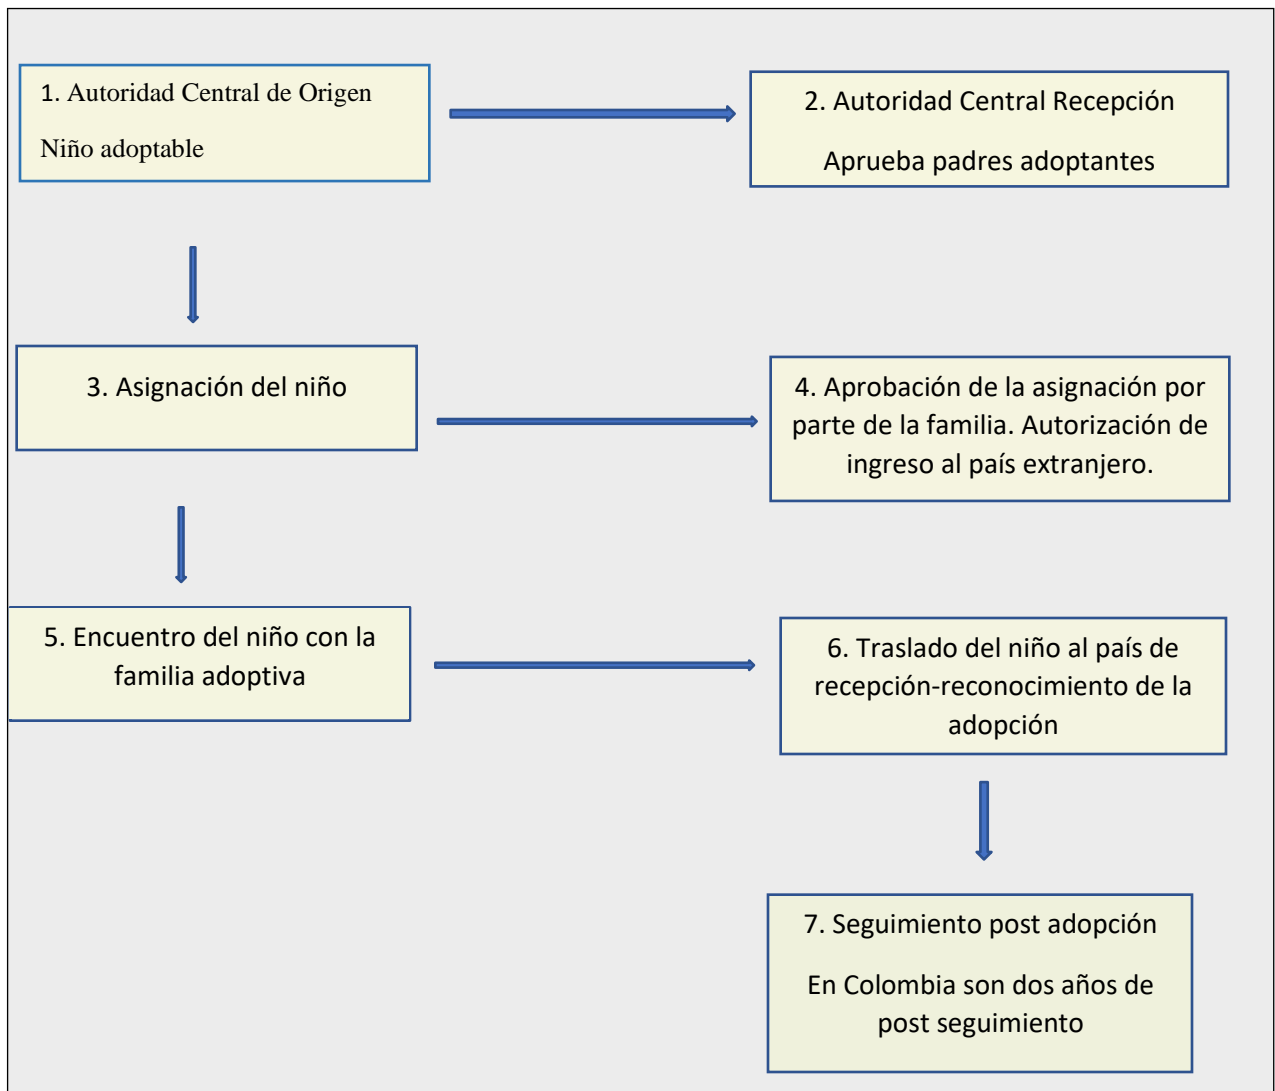 1. Autoridad Central de Origen
Niño adoptable
2. Autoridad Central Recepción
Aprueba padres adoptantes
3. Asignación del niño
4. Aprobación de la asignación por
parte de la familia. Autorización de
ingreso al país extranjero.
5. Encuentro del niño con la
familia adoptiva
6. Traslado del niño al país de
recepción-reconocimiento de la
adopción
7. Seguimiento post adopción
En Colombia son dos años de
post seguimiento